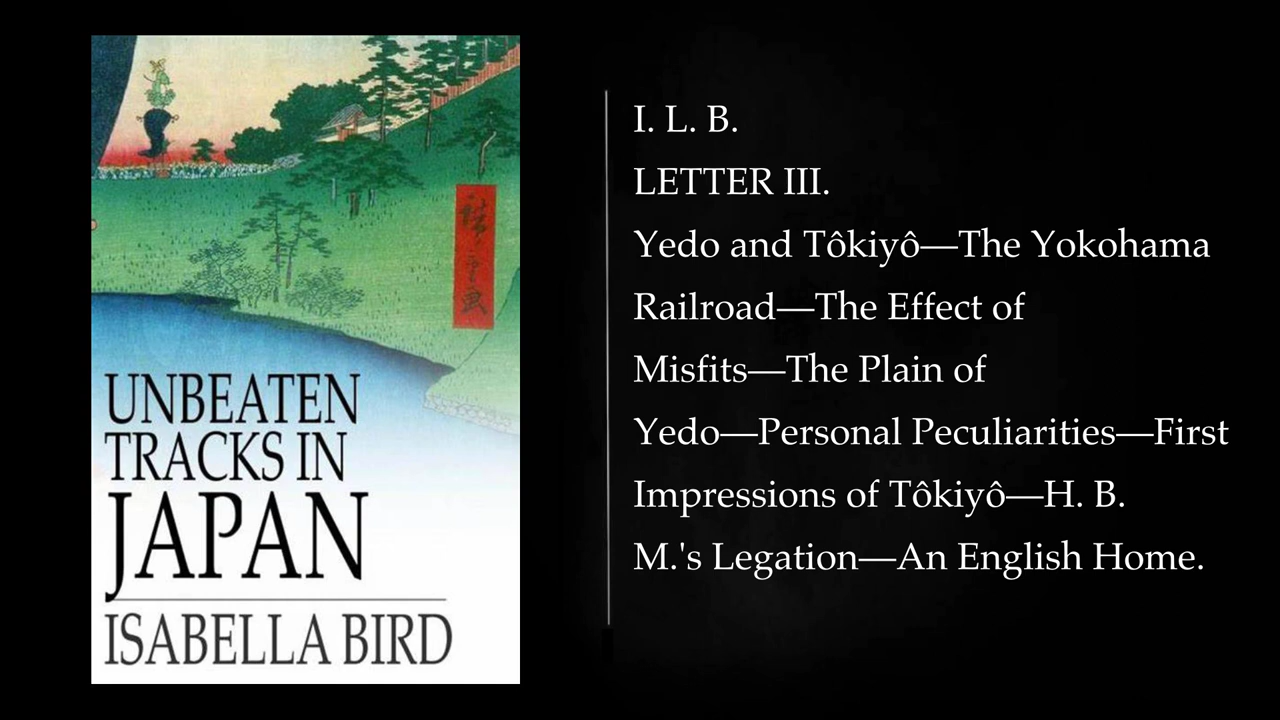 UNBEATEN
TRACKS IN
JAPAN
ISABELLA BIRD
I. L. B.
LETTER III.
Yedo and Tôkiyô—The Yokohama
Railroad—The Effect of
Misfits—The Plain of
Yedo—Personal Peculiarities—First
Impressions of Tôkiyô—H. B.
M.'s Legation—An English Home.